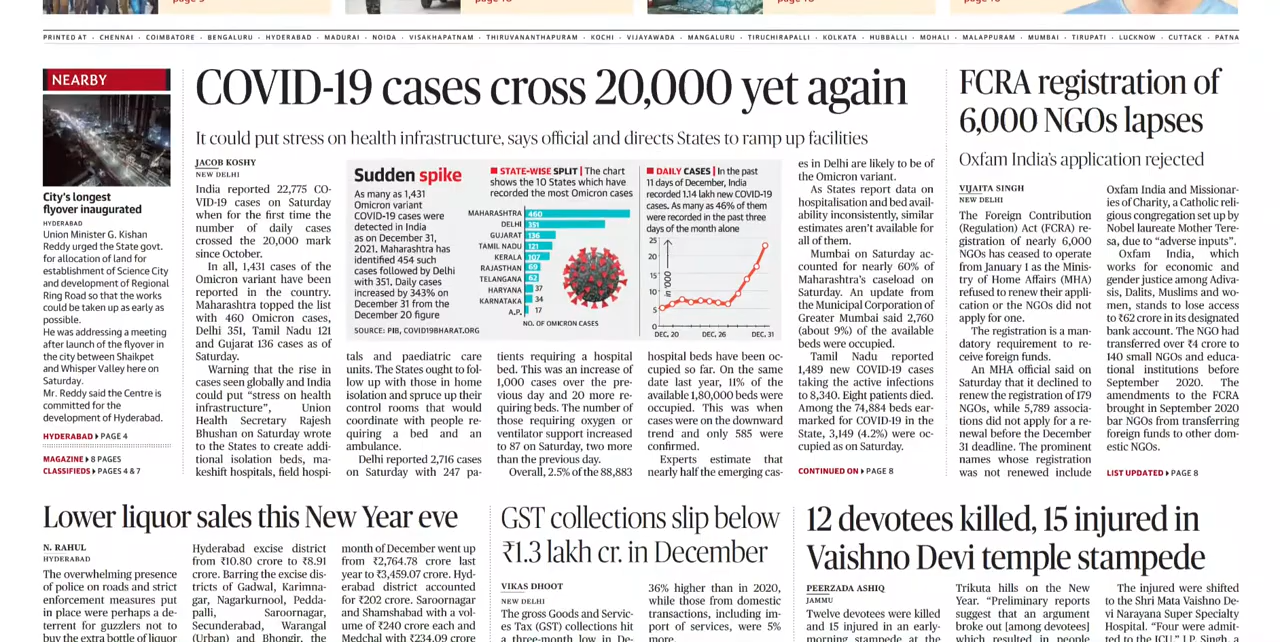 PRINTED AT · CHENNAI · COIMBATORE · BENGALURU · HYDERABAD · MADURAI · NOIDA · VISAKHAPATNAM · THIRUVANANTHAPURAM · KOCHI · VIJAYAWADA · MANGALURU · TIRUCHIRAPALLI · KOLKATA · HUBBALLI · MOHALI · MALAPPURAM · MUMBAI · TIRUPATI · LUCKNOW · CUTTACK · PATNA
NEARBY
City's longest
flyover inaugurated
HYDERABAD
Union Minister G. Kishan
Reddy urged the State govt.
for allocation of land for
establishment of Science City
and development of Regional
Ring Road so that the works
could be taken up as early as
possible.
He was addressing a meeting
after launch of the flyover in
the city between Shaikpet
and Whisper Valley here on
Saturday.
Mr. Reddy said the Centre is
committed for the
development of Hyderabad.
HYDERABAD PAGE 4
MAGAZINE 8 PAGES
CLASSIFIEDS PAGES 4 & 7
COVID-19 cases cross 20,000 yet again
It could put stress on health infrastructure, says official and directs States to ramp up facilities
JACOB KOSHY
NEW DELHI
India reported 22,775 CO-
VID-19 cases on Saturday
when for the first time the
number of daily cases
crossed the 20,000 mark
since October.
In all, 1,431 cases of the
Omicron variant have been
reported in the country.
Maharashtra topped the list
with 460 Omicron cases,
Delhi 351, Tamil Nadu 121
and Gujarat 136 cases as of
Saturday.
Warning that the rise in
cases seen globally and India
could put "stress on health
infrastructure", Union
Health Secretary Rajesh
Bhushan on Saturday wrote
to the States to create addi-
tional isolation beds, ma-
keshift hospitals, field hospi-
Sudden spike
As many as 1,431
Omicron variant
COVID-19 cases were
detected in India
as on December 31,
2021. Maharashtra has
identified 454 such
cases followed by Delhi
with 351. Daily cases
increased by 343% on
December 31 from the
December 20 figure
SOURCE: PIB, COVID19BHARAT.ORG
STATE-WISE SPLIT | The chart
shows the 10 States which have
recorded the most Omicron cases
MAHARASHTRA 460
DELHI 351
GUJARAT 136
TAMIL NADU 121
KERALA 107
RAJASTHAN 69
TELANGANA 62
HARYANA 37
KARNATAKA 34
A.P. 17
NO. OF OMICRON CASES
DAILY CASES | In the past
11 days of December, India
recorded 1.14 lakh new COVID-19
cases. As many as 46% of them
were recorded in the past three
days of the month alone
25
20
15
10
5
0
in '000
DEC. 20 DEC. 26 DEC. 31
tals and paediatric care
units. The States ought to fol-
low up with those in home
isolation and spruce up their
control rooms that would
coordinate with people re-
quiring a bed and an
ambulance.
Delhi reported 2,716 cases
on Saturday with 247 pa-
tients requiring a hospital
bed. This was an increase of
1,000 cases over the pre-
vious day and 20 more re-
quiring beds. The number of
those requiring oxygen or
ventilator support increased
to 87 on Saturday, two more
than the previous day.
Overall, 2.5% of the 88,883
hospital beds have been oc-
cupied so far. On the same
date last year, 11% of the
available 1,80,000 beds were
occupied. This was when
cases were on the downward
trend and only 585 were
confirmed.
Experts estimate that
nearly half the emerging cas-
es in Delhi are likely to be of
the Omicron variant.
As States report data on
hospitalisation and bed avail-
ability inconsistently, similar
estimates aren't available for
all of them.
Mumbai on Saturday ac-
counted for nearly 60% of
Maharashtra's caseload on
Saturday. An update from
the Municipal Corporation of
Greater Mumbai said 2,760
(about 9%) of the available
beds were occupied.
Tamil Nadu reported
1,489 new COVID-19 cases
taking the active infections
to 8,340. Eight patients died.
Among the 74,884 beds ear-
marked for COVID-19 in the
State, 3,149 (4.2%) were oc-
cupied as on Saturday.
CONTINUED ON PAGE 8
FCRA registration of
6,000 NGOs lapses
Oxfam India's application rejected
VIJAITA SINGH
NEW DELHI
The Foreign Contribution
(Regulation) Act (FCRA) re-
gistration of nearly 6,000
NGOs has ceased to operate
from January 1 as the Minis-
try of Home Affairs (MHA)
refused to renew their appli-
cation or the NGOs did not
apply for one.
The registration is a man-
datory requirement to re-
ceive foreign funds.
An MHA official said on
Saturday that it declined to
renew the registration of 179
NGOs, while 5,789 associa-
tions did not apply for a re-
newal before the December
31 deadline. The prominent
names whose registration
was not renewed include
Oxfam India and Missionar-
ies of Charity, a Catholic reli-
gious congregation set up by
Nobel laureate Mother Tere-
sa, due to "adverse inputs".
Oxfam India, which
works for economic and
gender justice among Adiva-
sis, Dalits, Muslims and wo-
men, stands to lose access
to ₹62 crore in its designated
bank account. The NGO had
transferred over ₹4 crore to
140 small NGOs and educa-
tional institutions before
September 2020. The
amendments to the FCRA
brought in September 2020
bar NGOs from transferring
foreign funds to other dom-
estic NGOs.
LIST UPDATED PAGE 8
Lower liquor sales this New Year eve
N. RAHUL
HYDERABAD
The overwhelming presence
of police on roads and strict
enforcement measures put
in place were perhaps a de-
terrent for guzzlers not to
buy the extra bottle of liquor
Hyderabad excise district
from ₹10.80 crore to ₹8.91
crore. Barring the excise dis-
tricts of Gadwal, Karimna-
gar, Nagarkurnool, Pedda-
palli, Saroornagar,
Secunderabad, Warangal
(Urban) and Bhongir, the
month of December went up
from ₹2,764.78 crore last
year to ₹3,459.07 crore. Hyd-
erabad district accounted
for ₹202 crore. Saroornagar
and Shamshabad with a vol-
ume of ₹240 crore each and
Medchal with ₹234.09 crore
GST collections slip below
₹1.3 lakh cr. in December
VIKAS DHOOT
NEW DELHI
The gross Goods and Servic-
es Tax (GST) collections hit
a three-month low in De-
36% higher than in 2020,
while those from domestic
transactions, including im-
port of services, were 5%
more.
12 devotees killed, 15 injured in
Vaishno Devi temple stampede
PEERZADA ASHIQ
JAMMU
Twelve devotees were killed
and 15 injured in an early-
morning stampede at the
Trikuta hills on the New
Year. "Preliminary reports
suggest that an argument
broke out [among devotees]
which resulted in people
The injured were shifted
to the Shri Mata Vaishno De-
vi Narayana Super Specialty
Hospital. "Four were admit-
ted to the ICU," J.P. Singh, a